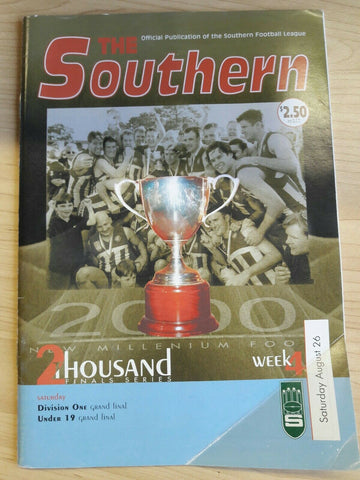 Official Publication of the Southern Football League
THE
Southern
$2.50
2000
NEW MILLENIUM FOO
2THOUSAND
FINALS SERIES
WEEK 4
SATURDAY
Division One grand final
Under 19 grand final
Saturday August 26